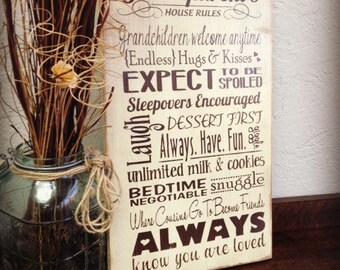 HOUSE RULES
Grandchildren welcome anytime
{Endless} Hugs & Kisses
EXPECT TO BE SPOILED
Sleepovers Encouraged
Laugh
DESSERT FIRST
Always. Have. Fun.
unlimited milk & cookies
BEDTIME NEGOTIABLE snuggle
Where Cousins Go To Become Friends
ALWAYS
know you are loved